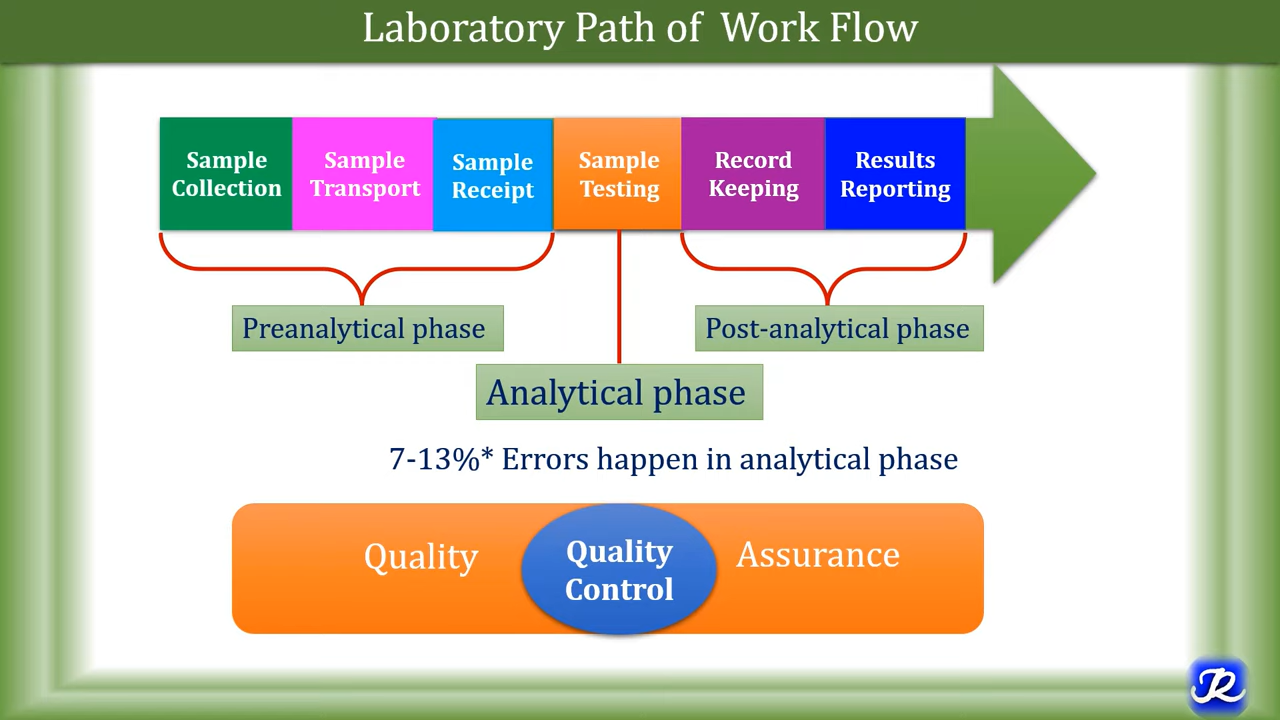 Laboratory Path of Work Flow
Sample Collection
Sample Transport
Sample Receipt
Sample Testing
Record Keeping
Results Reporting
Preanalytical phase
Post-analytical phase
Analytical phase
7-13%* Errors happen in analytical phase
Quality
Quality Control
Assurance
JR